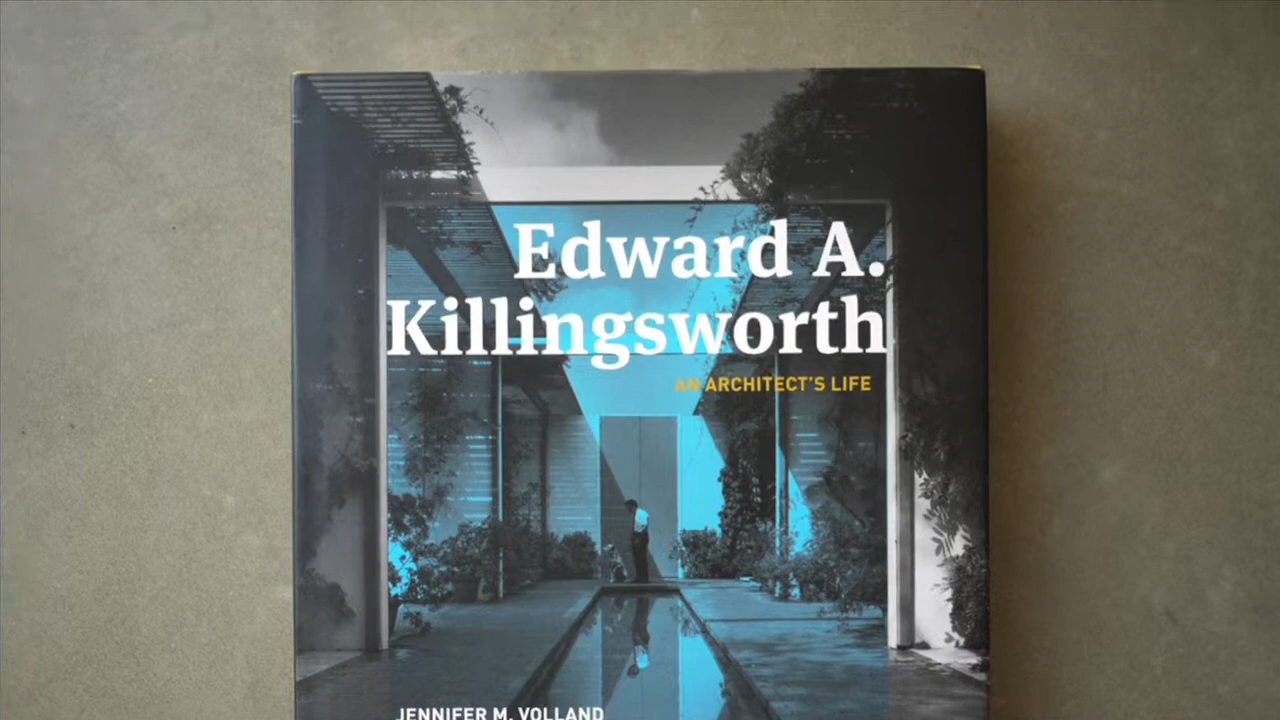 Edward A.
Killingsworth
AN ARCHITECT'S LIFE
JENNIFER M. VOLLAND